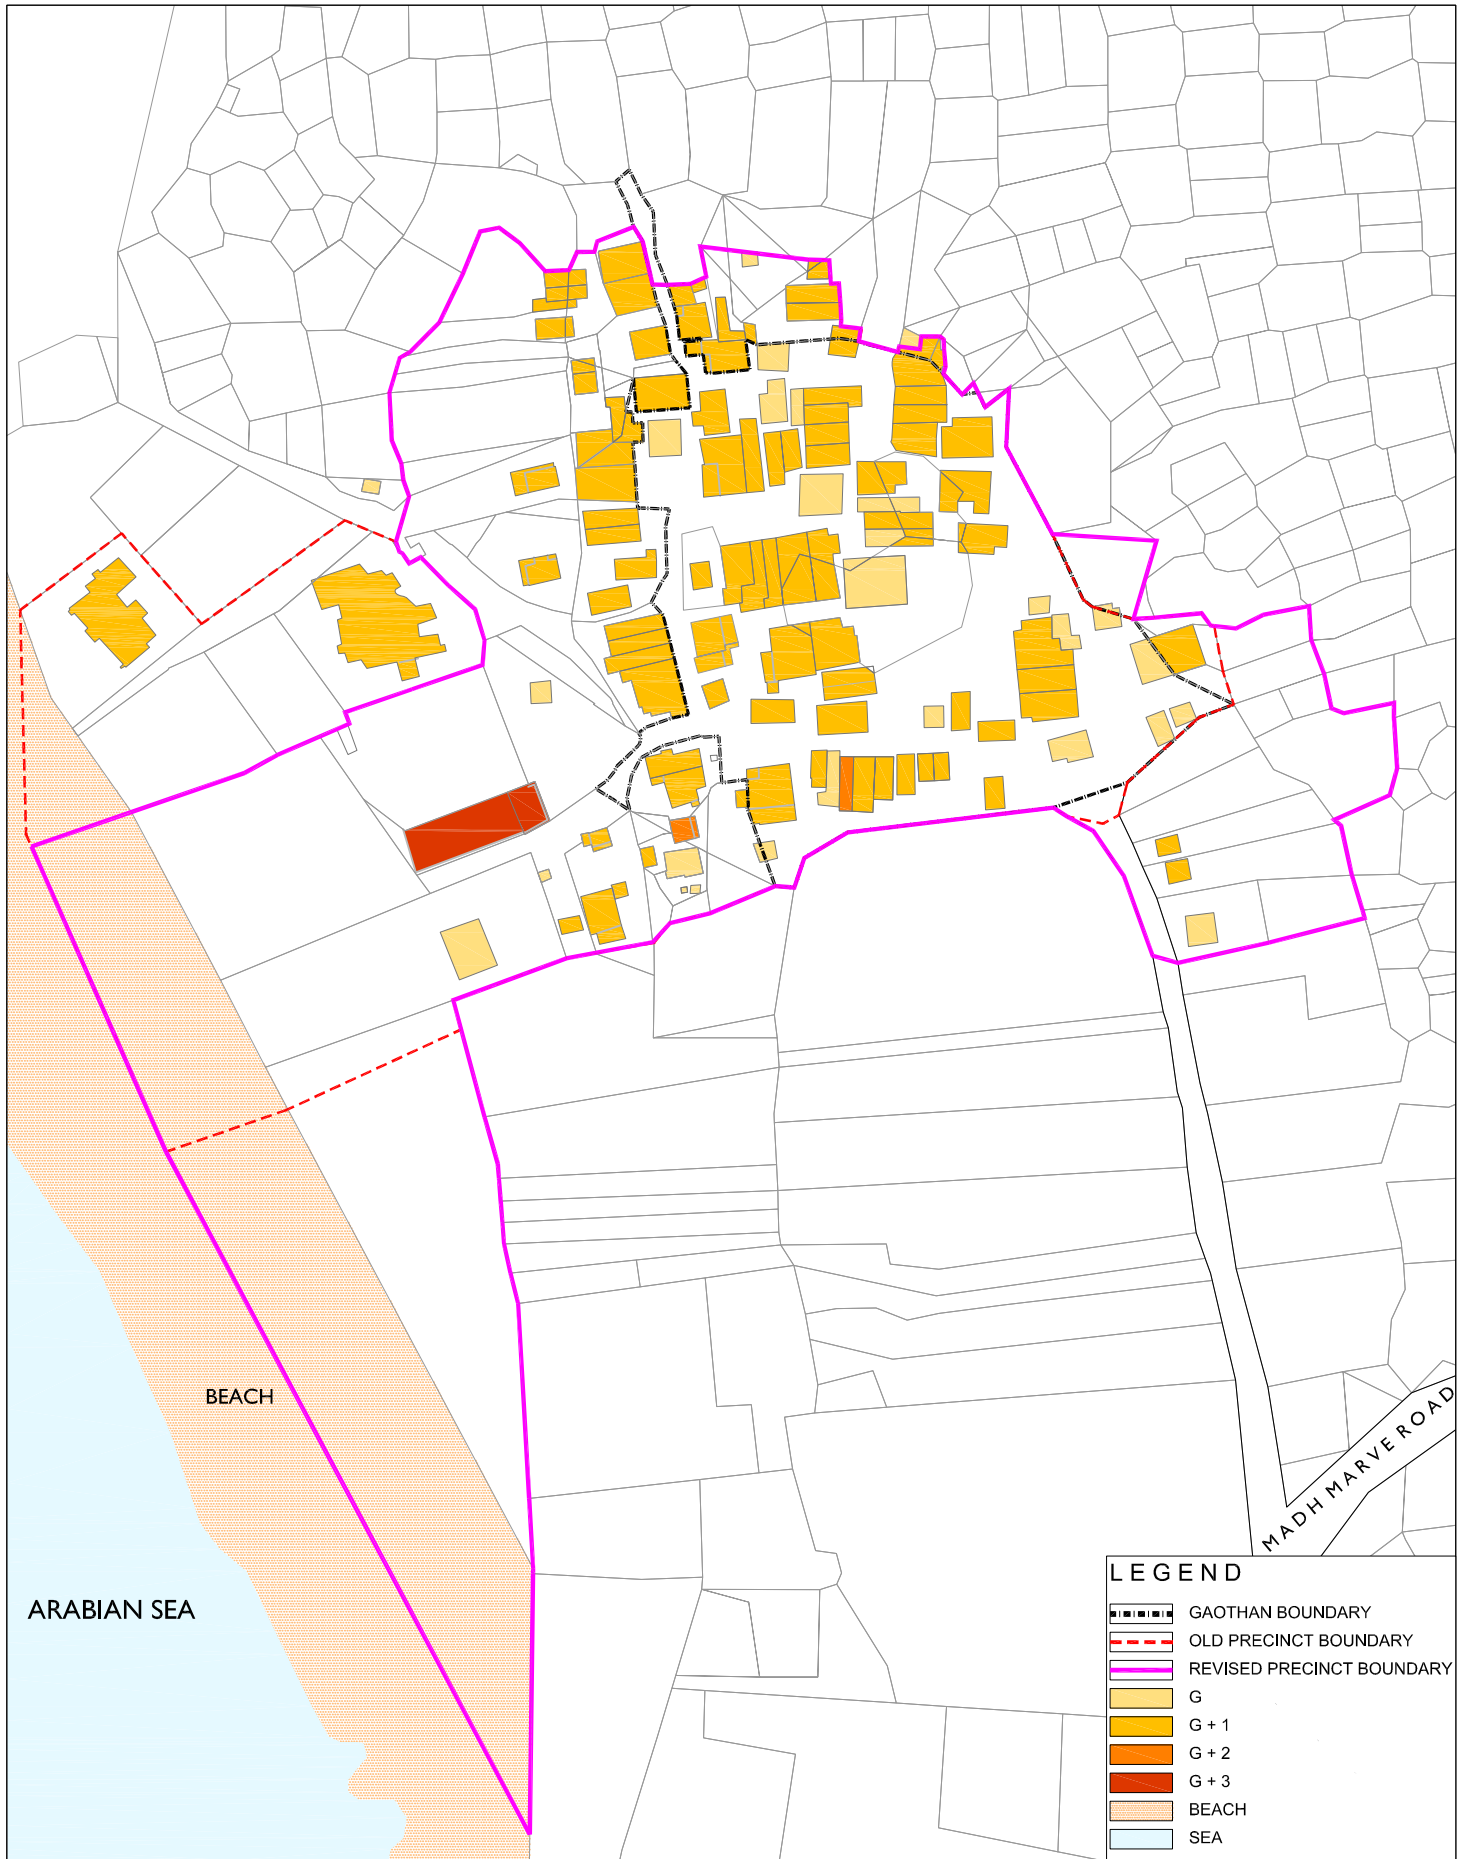 BEACH
MADH MARVE ROAD
ARABIAN SEA
LEGEND
GAOTHAN BOUNDARY
OLD PRECINCT BOUNDARY
REVISED PRECINCT BOUNDARY
G
G + 1
G + 2
G + 3
BEACH
SEA